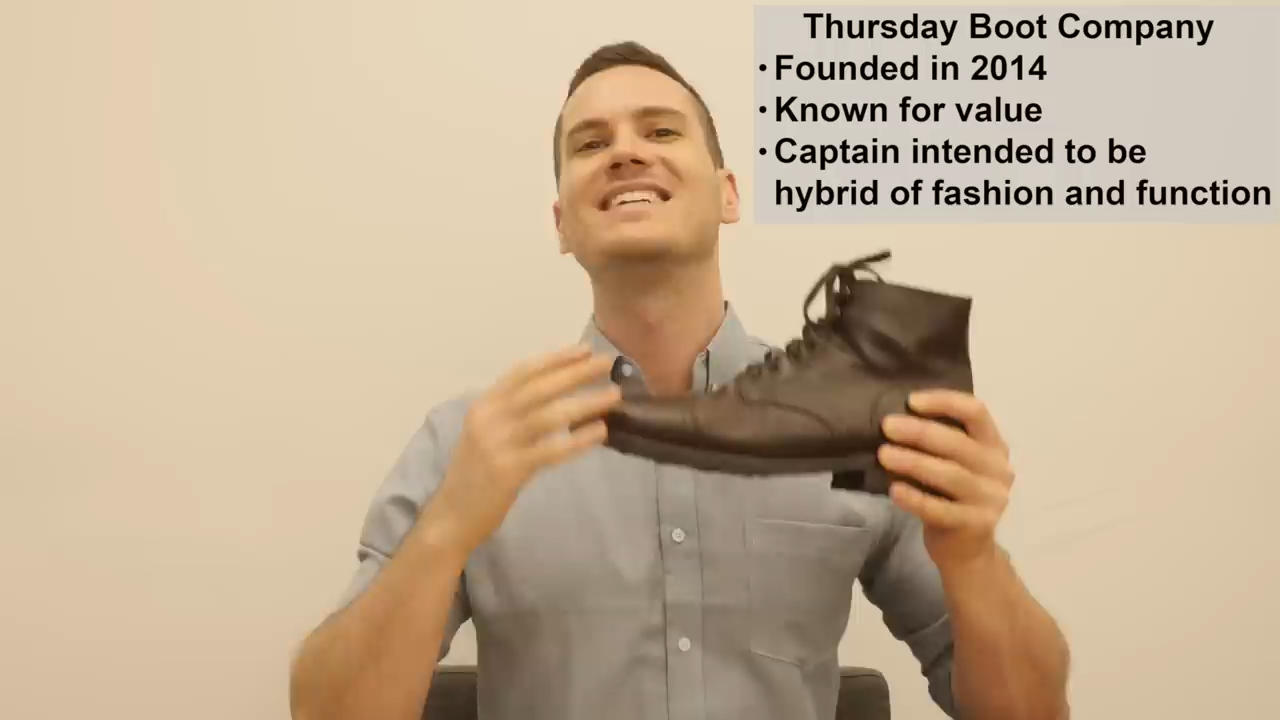 Thursday Boot Company
• Founded in 2014
• Known for value
• Captain intended to be
hybrid of fashion and function